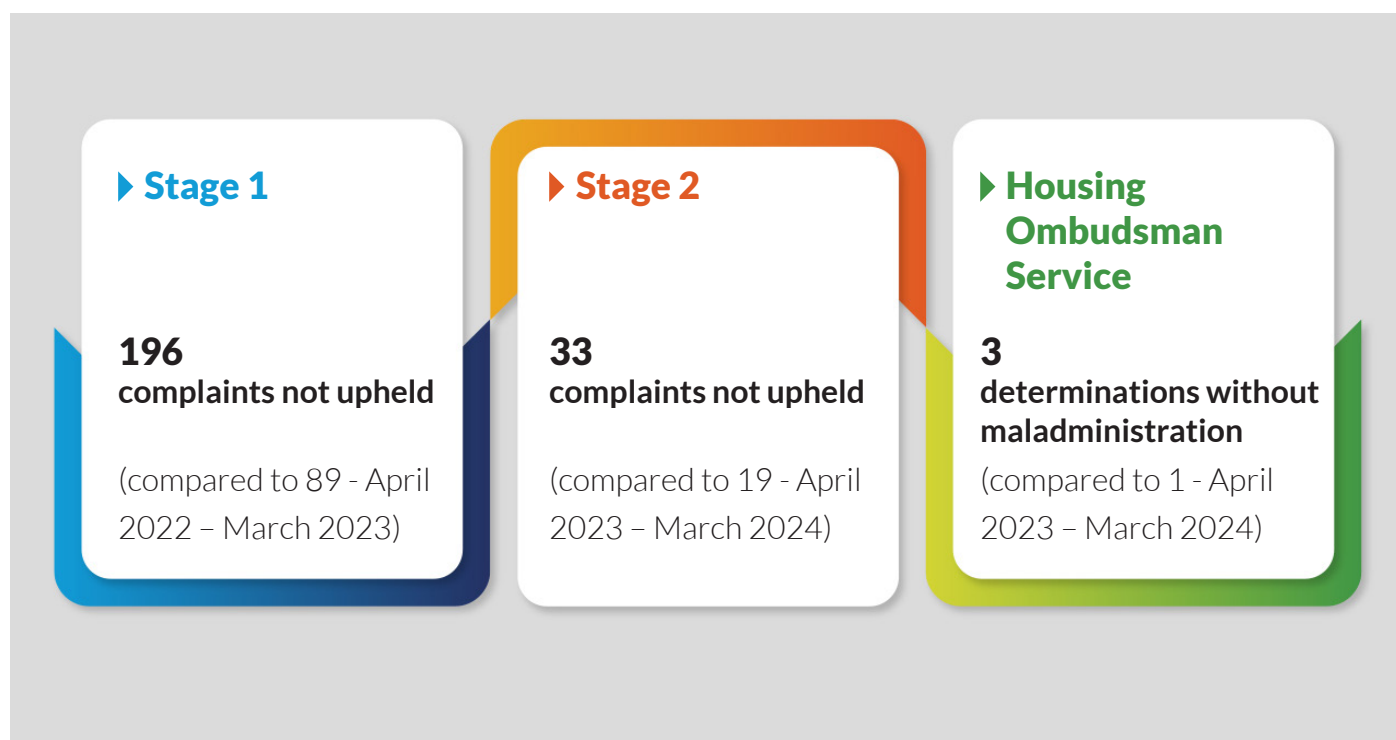 Stage 1
196
complaints not upheld
(compared to 89 - April
2022 – March 2023)
Stage 2
33
complaints not upheld
(compared to 19 - April
2023 – March 2024)
Housing
Ombudsman
Service
3
determinations without
maladministration
(compared to 1 - April
2023 – March 2024)